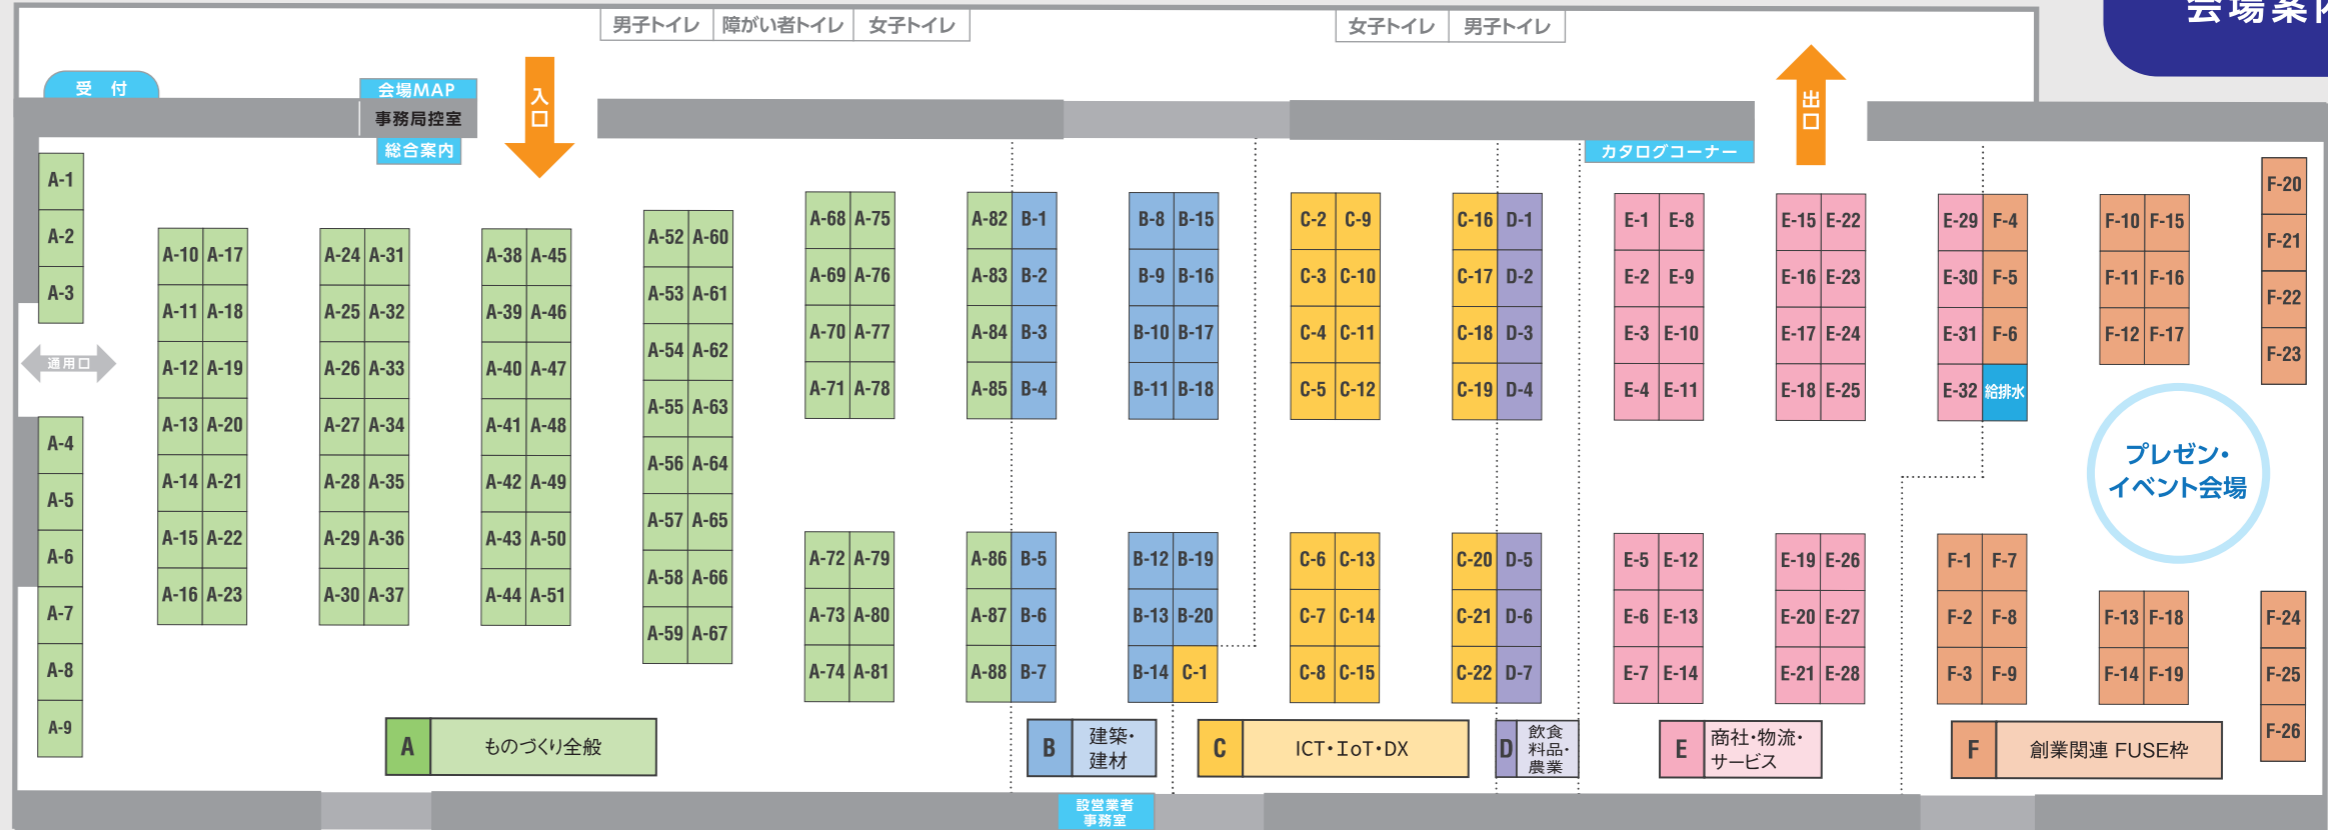 会場案内
男子トイレ 障がい者トイレ 女子トイレ
女子トイレ 男子トイレ
受 付
会場MAP
事務局控室
総合案内
入口
出口
カタログコーナー
通用口
A-1
A-2
A-3
A-4
A-5
A-6
A-7
A-8
A-9
A-10 A-17
A-11 A-18
A-12 A-19
A-13 A-20
A-14 A-21
A-15 A-22
A-16 A-23
A-24 A-31
A-25 A-32
A-26 A-33
A-27 A-34
A-28 A-35
A-29 A-36
A-30 A-37
A-38 A-45
A-39 A-46
A-40 A-47
A-41 A-48
A-42 A-49
A-43 A-50
A-44 A-51
A-52 A-60
A-53 A-61
A-54 A-62
A-55 A-63
A-56 A-64
A-57 A-65
A-58 A-66
A-59 A-67
A-68 A-75
A-69 A-76
A-70 A-77
A-71 A-78
A-72 A-79
A-73 A-80
A-74 A-81
A-82 B-1
A-83 B-2
A-84 B-3
A-85 B-4
A-86 B-5
A-87 B-6
A-88 B-7
B-8 B-15
B-9 B-16
B-10 B-17
B-11 B-18
B-12 B-19
B-13 B-20
B-14 C-1
C-2 C-9
C-3 C-10
C-4 C-11
C-5 C-12
C-6 C-13
C-7 C-14
C-8 C-15
C-16 D-1
C-17 D-2
C-18 D-3
C-19 D-4
C-20 D-5
C-21 D-6
C-22 D-7
E-1 E-8
E-2 E-9
E-3 E-10
E-4 E-11
E-5 E-12
E-6 E-13
E-7 E-14
E-15 E-22
E-16 E-23
E-17 E-24
E-18 E-25
E-19 E-26
E-20 E-27
E-21 E-28
E-29 F-4
E-30 F-5
E-31 F-6
E-32 給排水
F-1 F-7
F-2 F-8
F-3 F-9
F-10 F-15
F-11 F-16
F-12 F-17
F-13 F-18
F-14 F-19
F-20
F-21
F-22
F-23
プレゼン・
イベント会場
F-24
F-25
F-26
A ものづくり全般
B 建築・
建材
C ICT・IoT・DX
D 飲食
料品・
農業
E 商社・物流・
サービス
F 創業関連 FUSE枠
設営業者
事務室